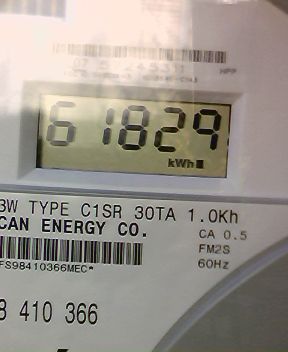 61829
kWh
3W TYPE C1SR 30TA 1.0Kh
CAN ENERGY CO.
CA 0.5
FM2S
FS98410366MEC*
60Hz
8 410 366